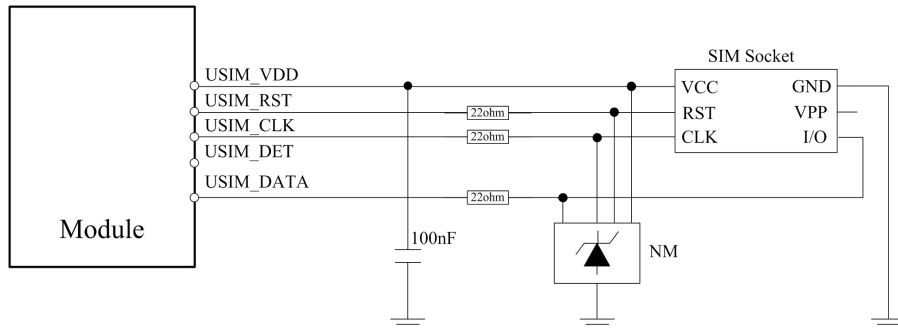 SIM Socket
USIM_VDD
VCC
GND
USIM_RST
22ohm
RST
VPP
USIM_CLK
22ohm
CLK
I/O
USIM_DET
USIM_DATA
22ohm
Module
100nF
NM